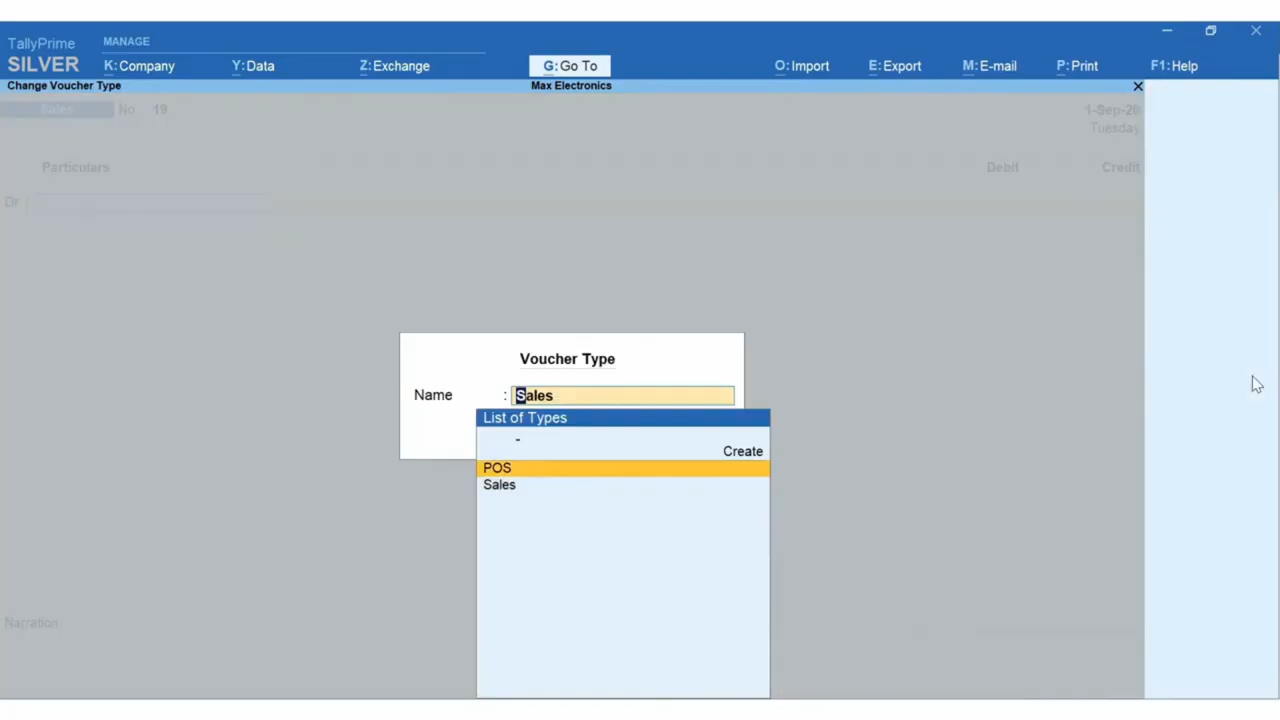 TallyPrime
MANAGE
SILVER
K:Company
Y:Data
Z:Exchange
G:Go To
O:Import
E:Export
M:E-mail
P:Print
F1:Help
Change Voucher Type
Max Electronics
Sales No 19
1-Sep-20
Tuesday
Particulars Debit Credit
Dr
Voucher Type
Name : Sales
List of Types
-
Create
POS
Sales
Narration